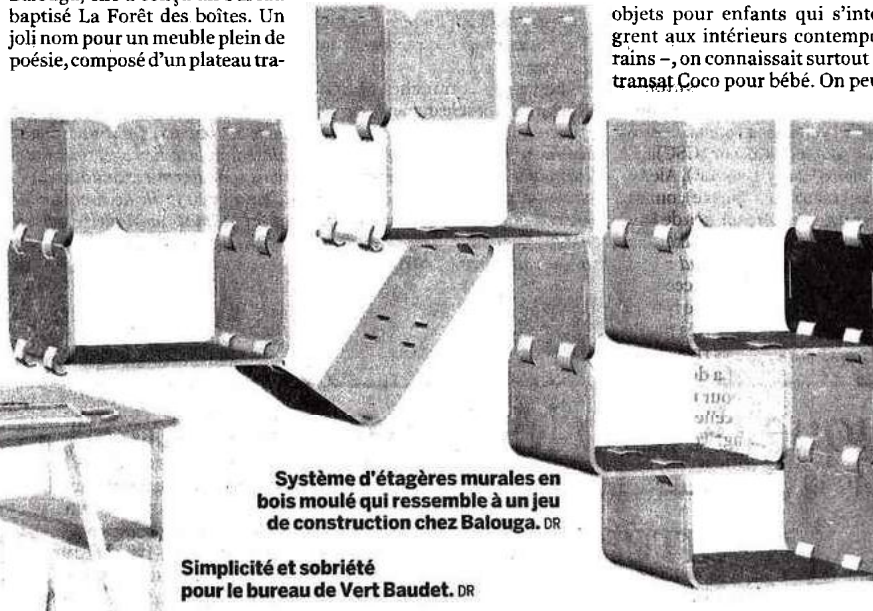 baptisé La Forêt des boîtes. Un
joli nom pour un meuble plein de
poésie, composé d'un plateau tra-
objets pour enfants qui s'inté-
grent aux intérieurs contempo-
rains –, on connaissait surtout
transat Coco pour bébé. On peu
Système d'étagères murales en
bois moulé qui ressemble à un jeu
de construction chez Balouga. DR
Simplicité et sobriété
pour le bureau de Vert Baudet. DR